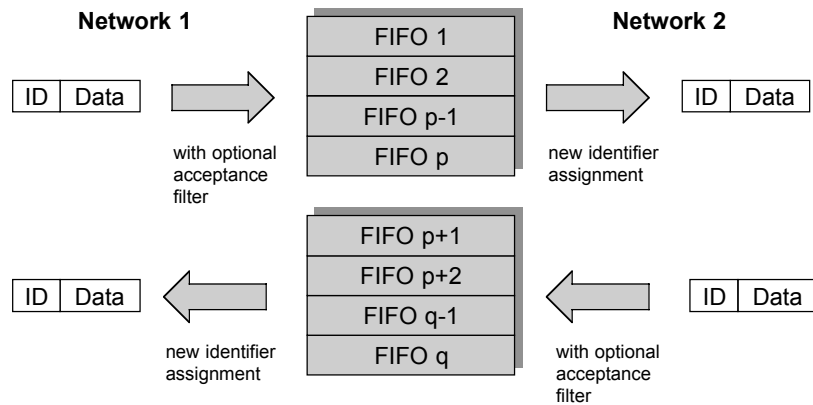 Network 1
Network 2
FIFO 1
FIFO 2
FIFO p-1
FIFO p
ID Data
ID Data
with optional
acceptance
filter
new identifier
assignment
FIFO p+1
FIFO p+2
FIFO q-1
FIFO q
ID Data
ID Data
new identifier
assignment
with optional
acceptance
filter